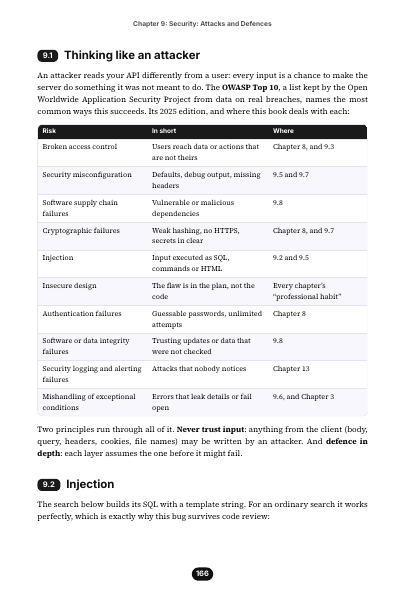 Chapter 9: Security: Attacks and Defences
9.1 Thinking like an attacker
An attacker reads your API differently from a user: every input is a chance to make the
server do something it was not meant to do. The OWASP Top 10, a list kept by the Open
Worldwide Application Security Project from data on real breaches, names the most
common ways this succeeds. Its 2025 edition, and where this book deals with each:
Risk In short Where
Broken access control Users reach data or actions that Chapter 8, and 9.3
are not theirs
Security misconfiguration Defaults, debug output, missing 9.5 and 9.7
headers
Software supply chain Vulnerable or malicious 9.8
failures dependencies
Cryptographic failures Weak hashing, no HTTPS, Chapter 8, and 9.7
secrets in clear
Injection Input executed as SQL, 9.2 and 9.5
commands or HTML
Insecure design The flaw is in the plan, not the Every chapter's
code “professional habit”
Authentication failures Guessable passwords, unlimited Chapter 8
attempts
Software or data integrity Trusting updates or data that 9.8
failures were not checked
Security logging and alerting Attacks that nobody notices Chapter 13
failures
Mishandling of exceptional Errors that leak details or fail 9.6, and Chapter 3
conditions open
Two principles run through all of it. Never trust input: anything from the client (body,
query, headers, cookies, file names) may be written by an attacker. And defence in
depth: each layer assumes the one before it might fail.
9.2 Injection
The search below builds its SQL with a template string. For an ordinary search it works
perfectly, which is exactly why this bug survives code review:
166